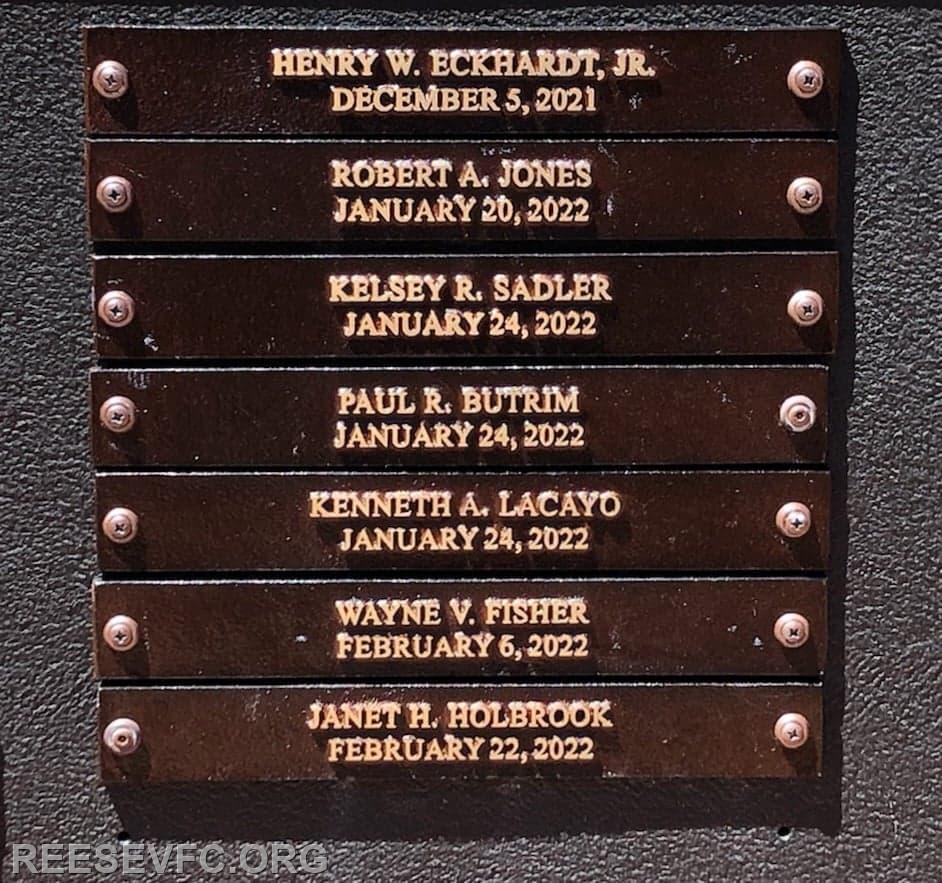 HENRY W. ECKHARDT, JR.
DECEMBER 5, 2021
ROBERT A. JONES
JANUARY 20, 2022
KELSEY R. SADLER
JANUARY 24, 2022
PAUL R. BUTRIM
JANUARY 24, 2022
KENNETH A. LACAYO
JANUARY 24, 2022
WAYNE V. FISHER
FEBRUARY 6, 2022
JANET H. HOLBROOK
FEBRUARY 22, 2022
REESEVFC.ORG